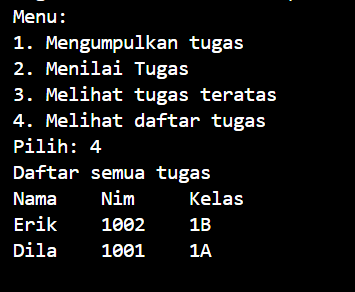 Menu:
1. Mengumpulkan tugas
2. Menilai Tugas
3. Melihat tugas teratas
4. Melihat daftar tugas
Pilih: 4
Daftar semua tugas
Nama Nim Kelas
Erik 1002 1B
Dila 1001 1A